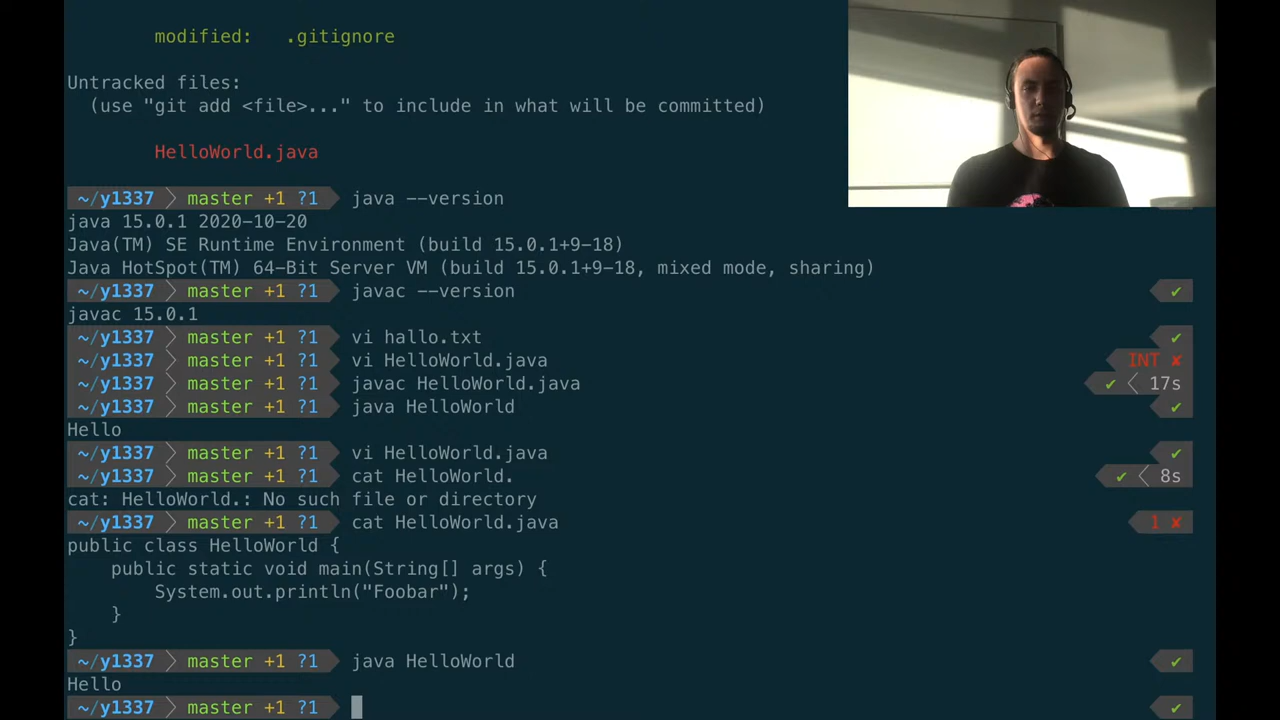 modified: .gitignore
Untracked files:
(use "git add <file>..." to include in what will be committed)
HelloWorld.java
~/y1337 master +1 ?1 java --version
java 15.0.1 2020-10-20
Java(TM) SE Runtime Environment (build 15.0.1+9-18)
Java HotSpot(TM) 64-Bit Server VM (build 15.0.1+9-18, mixed mode, sharing)
~/y1337 master +1 ?1 javac --version ✔
javac 15.0.1
~/y1337 master +1 ?1 vi hallo.txt ✔
~/y1337 master +1 ?1 vi HelloWorld.java INT ✘
~/y1337 master +1 ?1 javac HelloWorld.java ✔ 17s
~/y1337 master +1 ?1 java HelloWorld ✔
Hello
~/y1337 master +1 ?1 vi HelloWorld.java ✔
~/y1337 master +1 ?1 cat HelloWorld. ✔ 8s
cat: HelloWorld.: No such file or directory
~/y1337 master +1 ?1 cat HelloWorld.java 1 ✘
public class HelloWorld {
public static void main(String[] args) {
System.out.println("Foobar");
}
}
~/y1337 master +1 ?1 java HelloWorld ✔
Hello
~/y1337 master +1 ?1 ✔